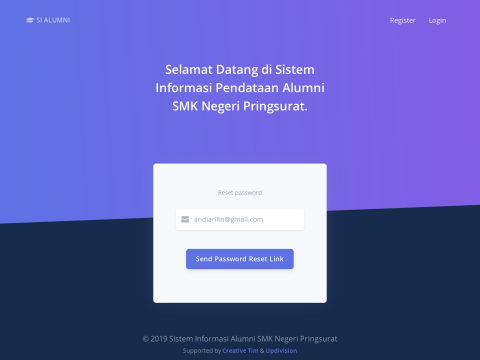 SI ALUMNI
Register
Login
Selamat Datang di Sistem
Informasi Pendataan Alumni
SMK Negeri Pringsurat.
Reset password
andiarifin@gmail.com
Send Password Reset Link
© 2019 Sistem Informasi Alumni SMK Negeri Pringsurat
Supported by Creative Tim & Updivision